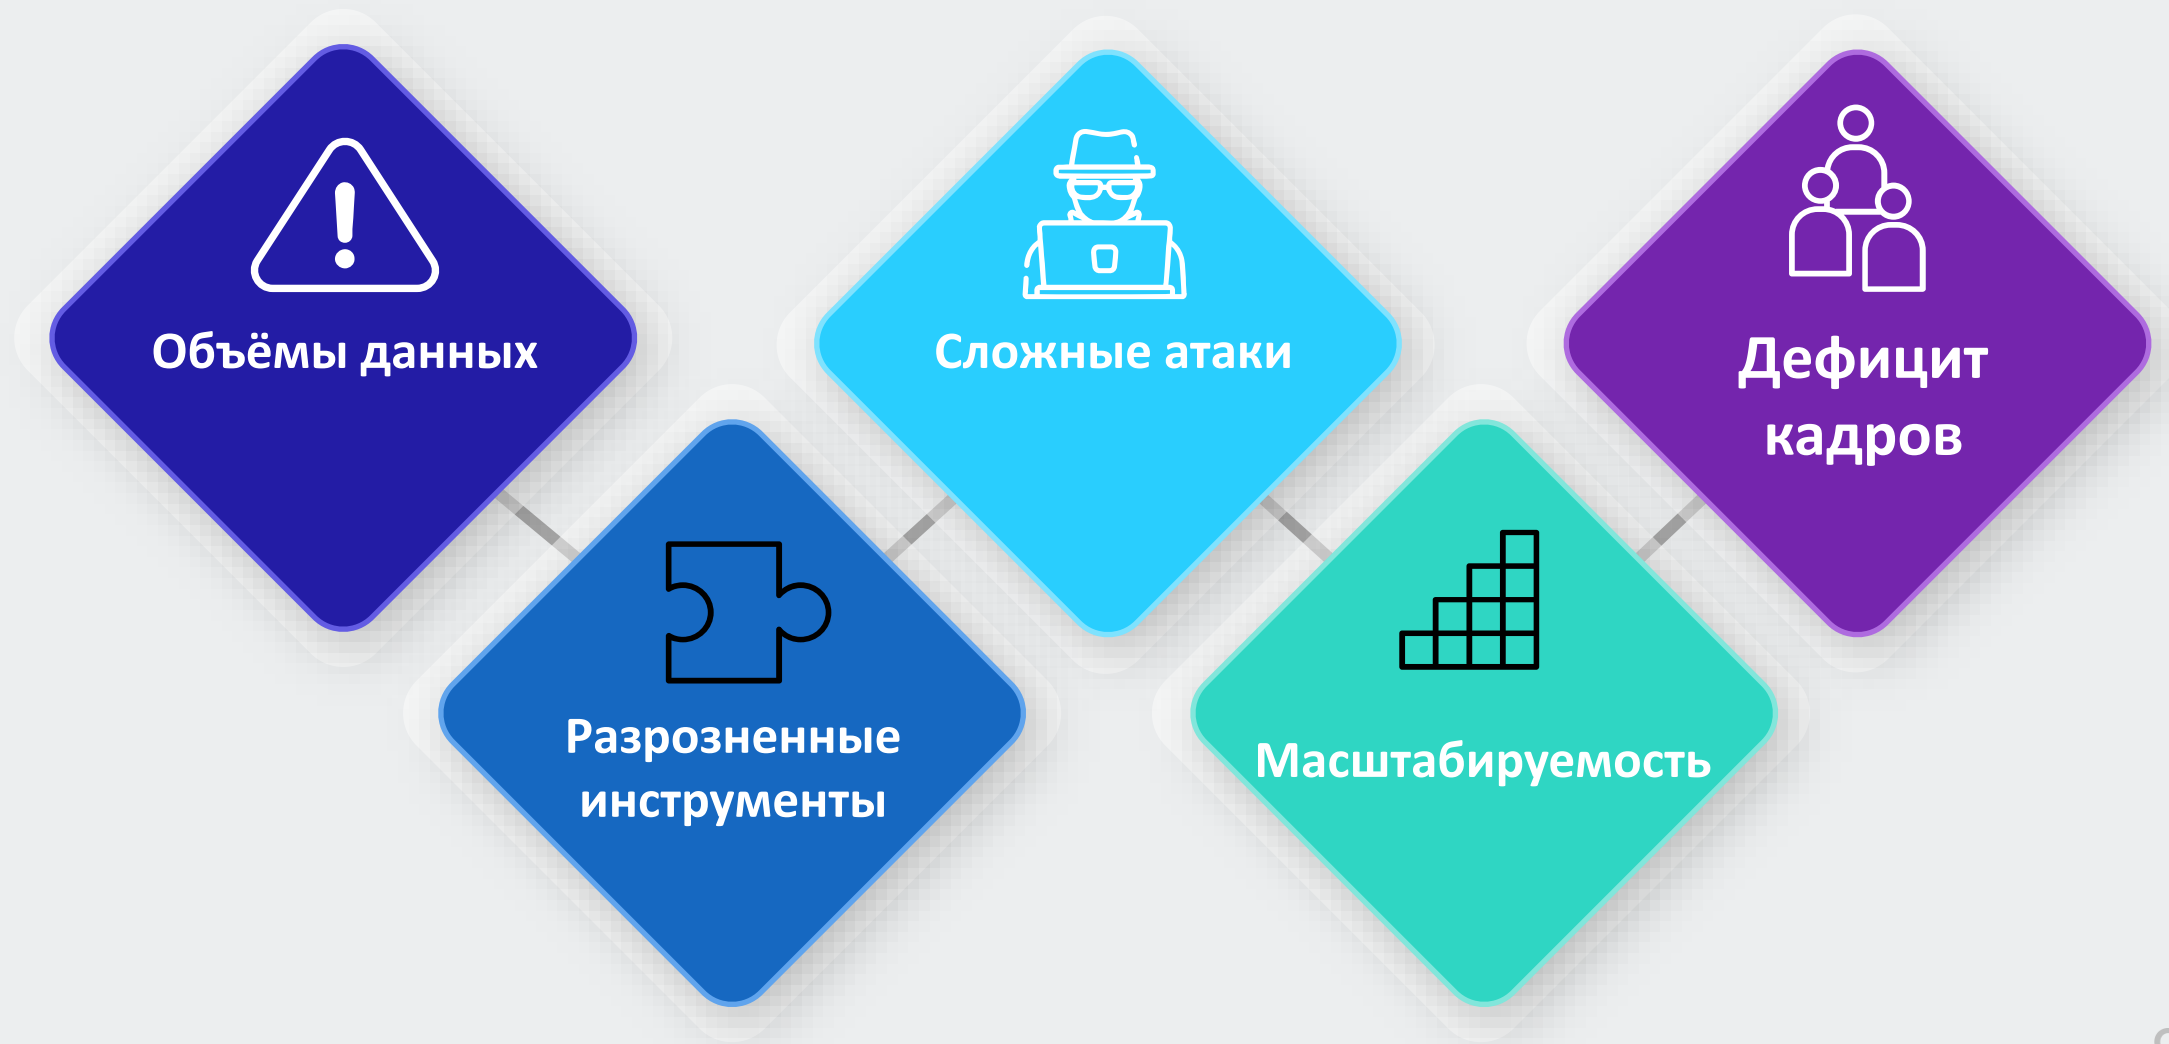 Объёмы данных
Разрозненные
инструменты
Сложные атаки
Масштабируемость
Дефицит
кадров